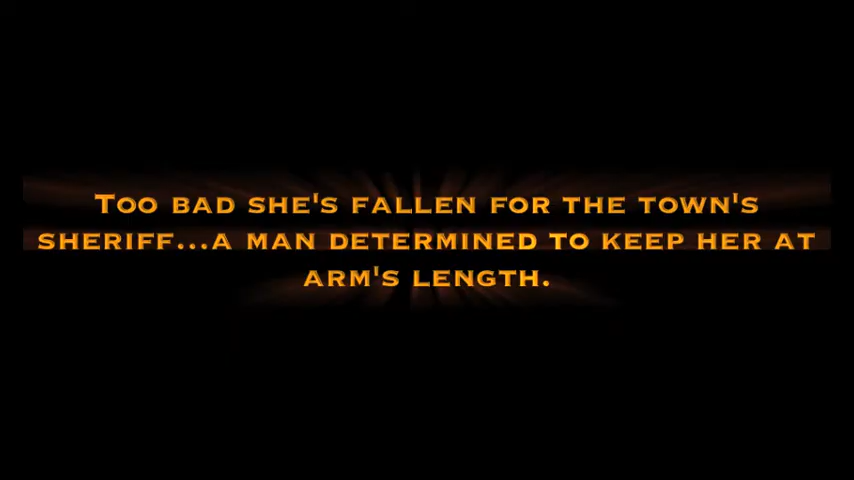 Too bad she's fallen for the town's
sheriff...a man determined to keep her at
arm's length.